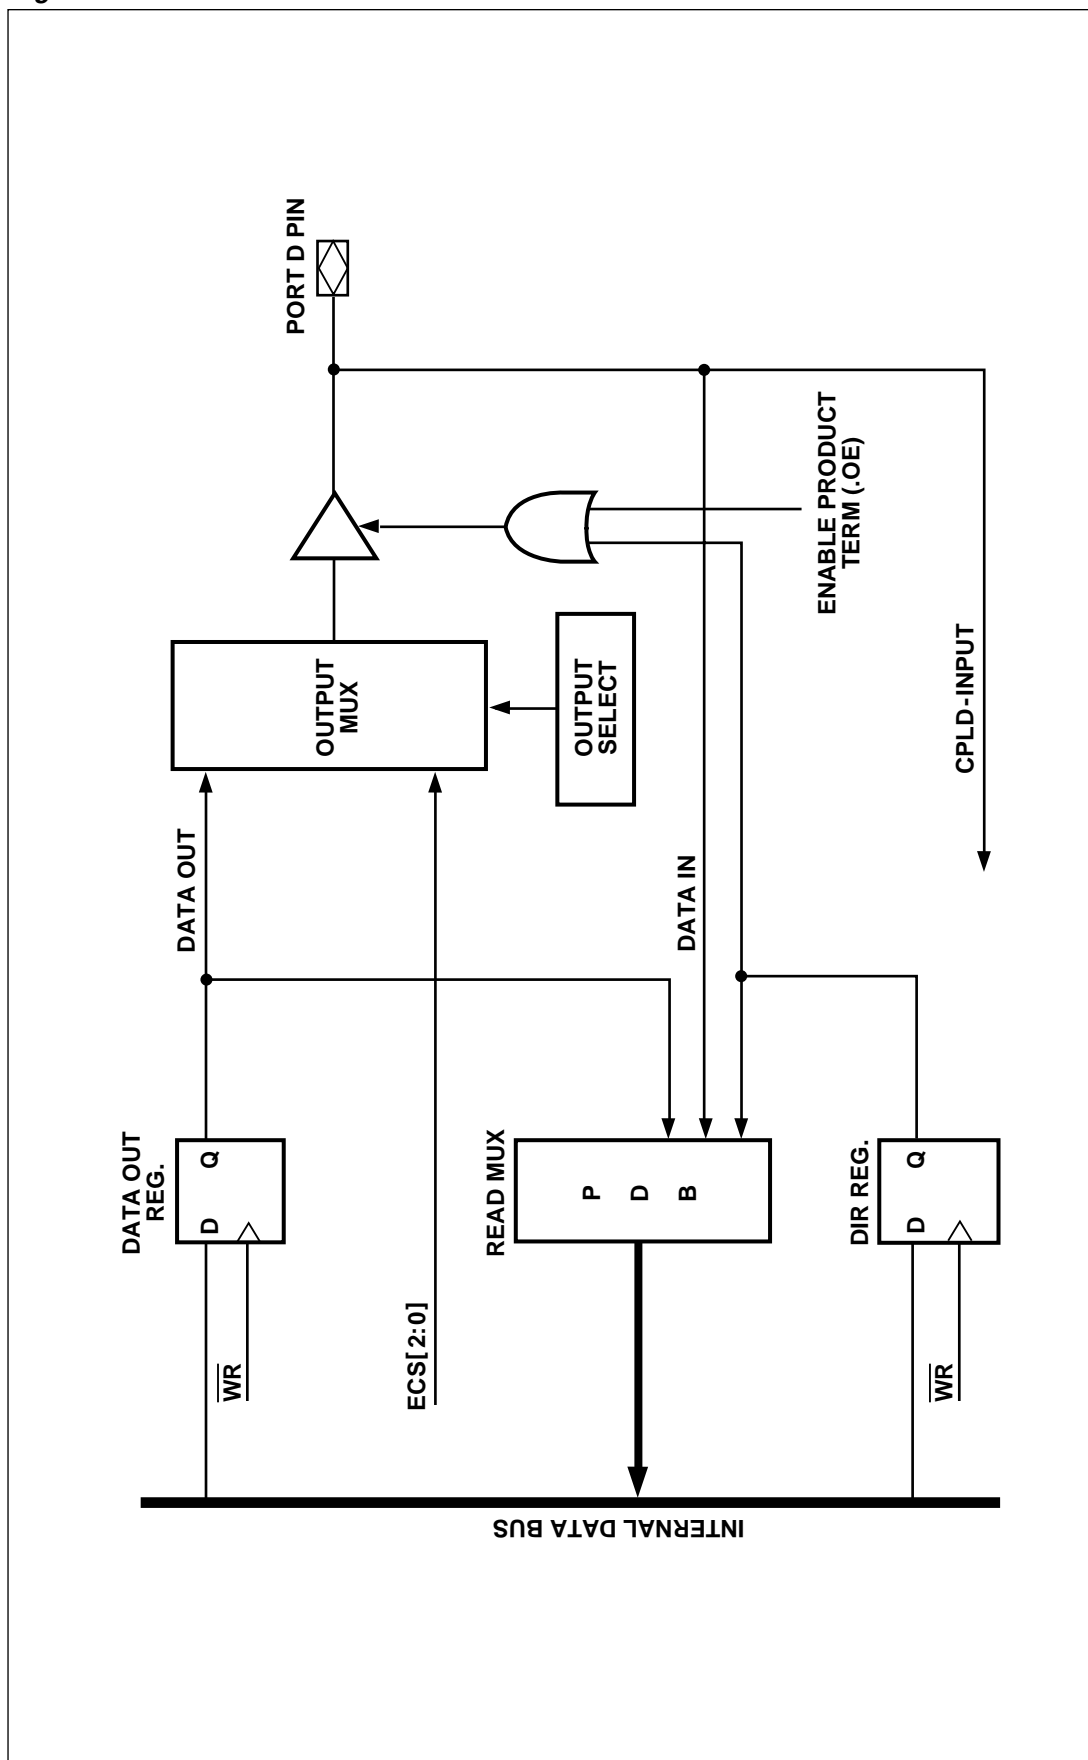 INTERNAL DATA BUS
DATA OUT
REG.
D
Q
WR
DATA OUT
ECS[2:0]
OUTPUT
MUX
PORT D PIN
READ MUX
P
D
B
OUTPUT
SELECT
DATA IN
ENABLE PRODUCT
TERM (.OE)
DIR REG.
D
Q
WR
CPLD-INPUT